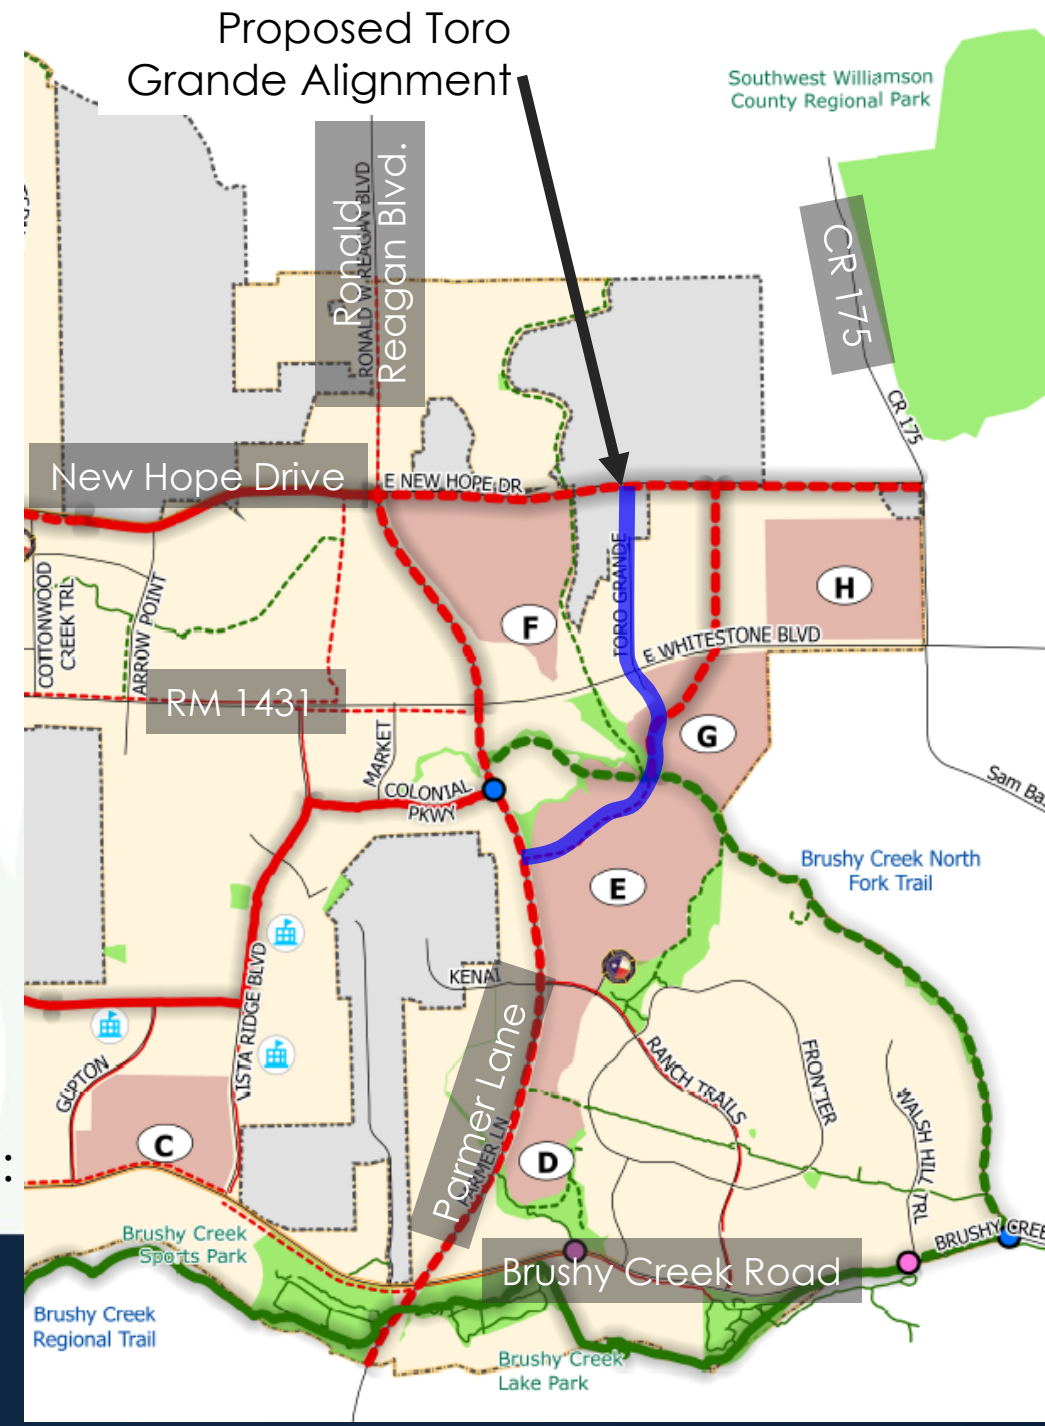 Proposed Toro
Grande Alignment
Southwest Williamson
County Regional Park
Ronald
Reagan Blvd.
RONALD W REAGAN BLVD
CR 175
CR 175
New Hope Drive
E NEW HOPE DR
COTTONWOOD
CREEK TRL
ARROW POINT
TORO GRANDE
F
H
E WHITESTONE BLVD
RM 1431
MARKET
G
COLONIAL
PKWY
Sam Ba
E
Brushy Creek North
Fork Trail
KENAI
VISTA RIDGE BLVD
Parmer Lane
PARMER LN
GUPTON
RANCH TRAILS
FRONTIER
WALSH HILL TRL
C
D
:
Brushy Creek
Sports Park
BRUSHY CREE
Brushy Creek Road
Brushy Creek
Regional Trail
Brushy Creek
Lake Park